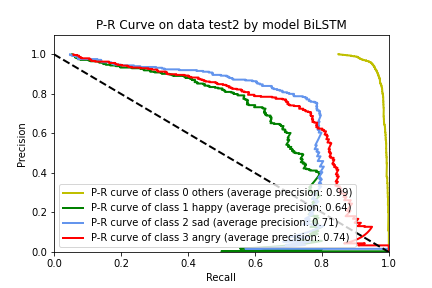 P-R Curve on data test2 by model BiLSTM
Precision
1.0
0.8
0.6
0.4
0.2
0.0
P-R curve of class 0 others (average precision: 0.99)
P-R curve of class 1 happy (average precision: 0.64)
P-R curve of class 2 sad (average precision: 0.71)
P-R curve of class 3 angry (average precision: 0.74)
0.0 0.2 0.4 0.6 0.8 1.0
Recall